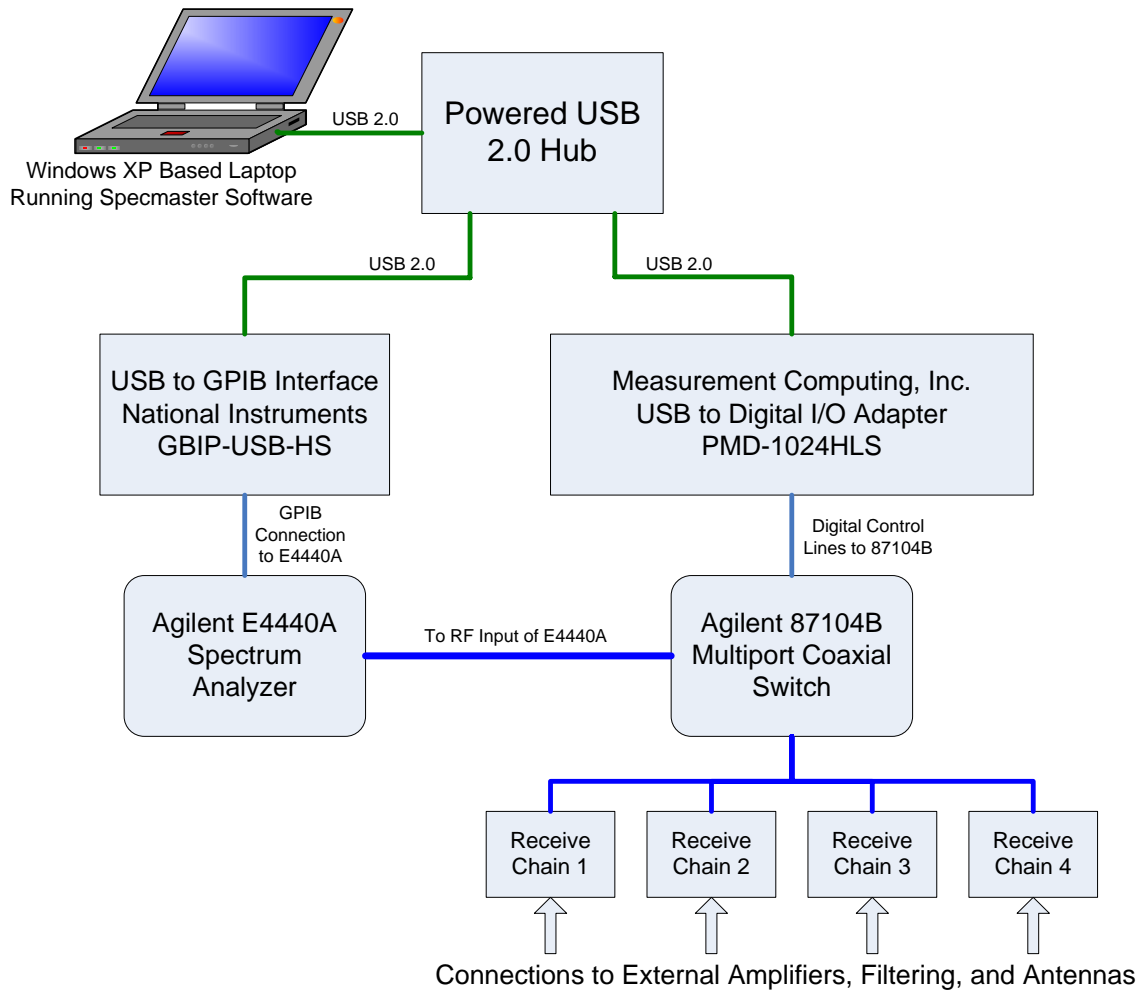 Powered USB
2.0 Hub
USB 2.0
Windows XP Based Laptop
Running Specmaster Software
USB 2.0
USB 2.0
USB to GPIB Interface
National Instruments
GBIP-USB-HS
Measurement Computing, Inc.
USB to Digital I/O Adapter
PMD-1024HLS
GPIB
Connection
to E4440A
Digital Control
Lines to 87104B
Agilent E4440A
Spectrum
Analyzer
To RF Input of E4440A
Agilent 87104B
Multiport Coaxial
Switch
Receive
Chain 1
Receive
Chain 2
Receive
Chain 3
Receive
Chain 4
Connections to External Amplifiers, Filtering, and Antennas